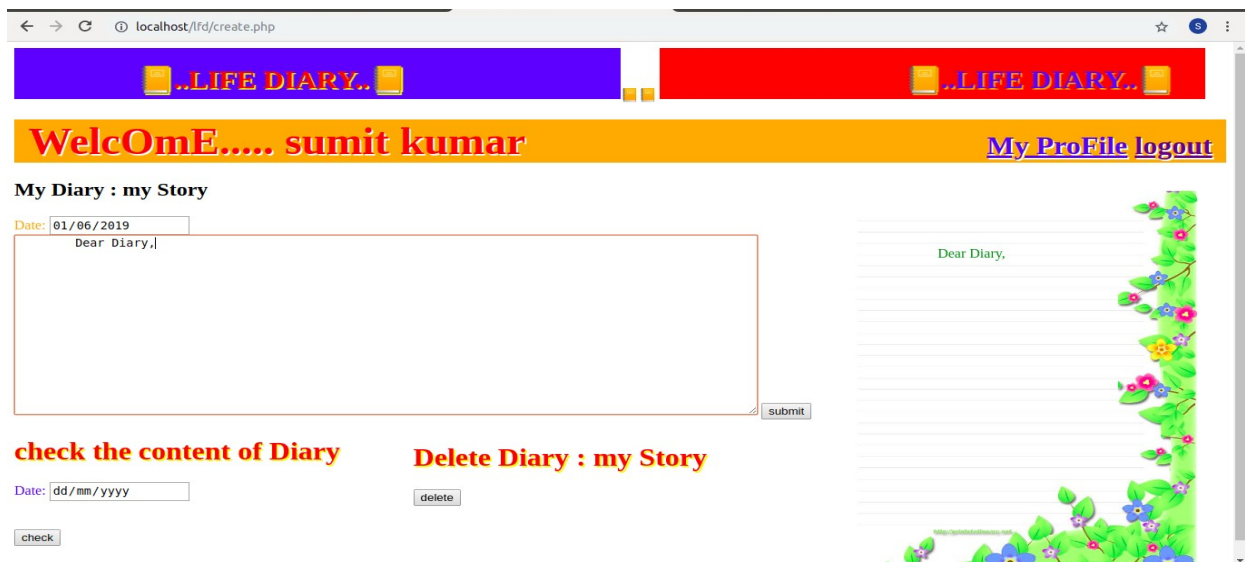 localhost/lfd/create.php
S
..LIFE DIARY..
..LIFE DIARY..
WelcOmE..... sumit kumar
My ProFile logout
My Diary : my Story
Date: 01/06/2019
Dear Diary,
submit
Dear Diary,
check the content of Diary
Date: dd/mm/yyyy
check
Delete Diary : my Story
delete